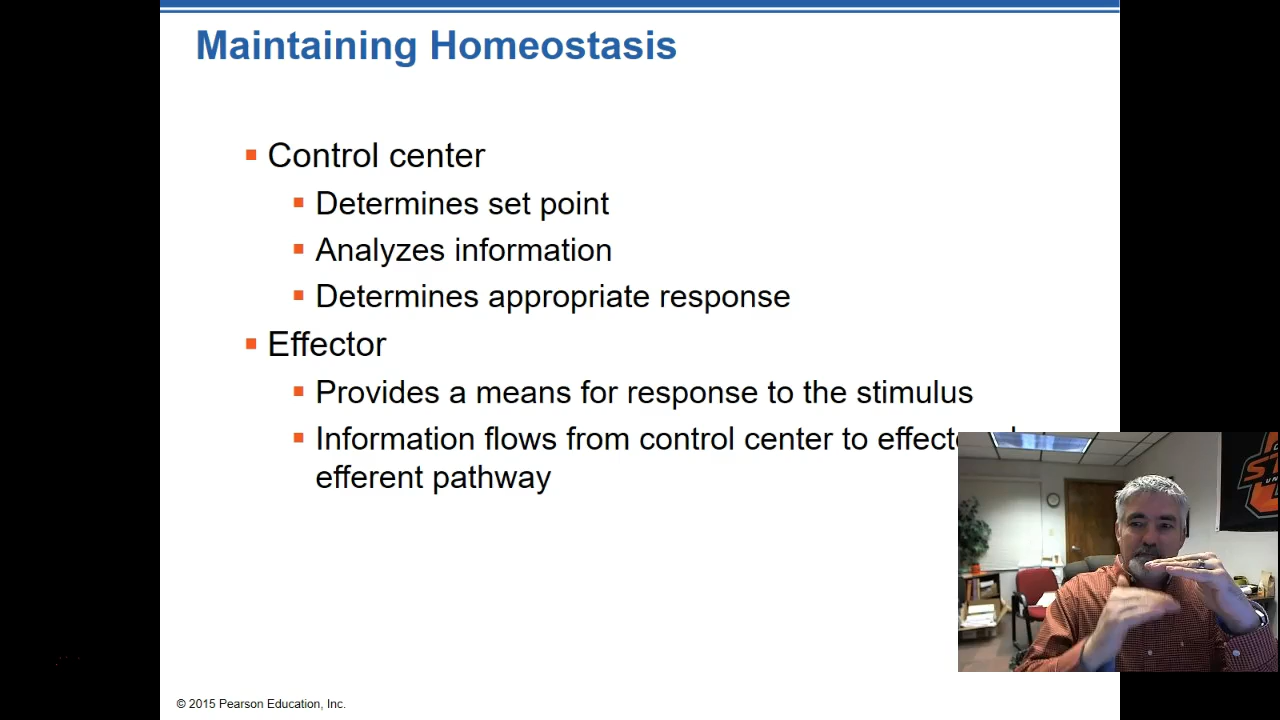 Maintaining Homeostasis
Control center
Determines set point
Analyzes information
Determines appropriate response
Effector
Provides a means for response to the stimulus
Information flows from control center to
efferent pathway
© 2015 Pearson Education, Inc.